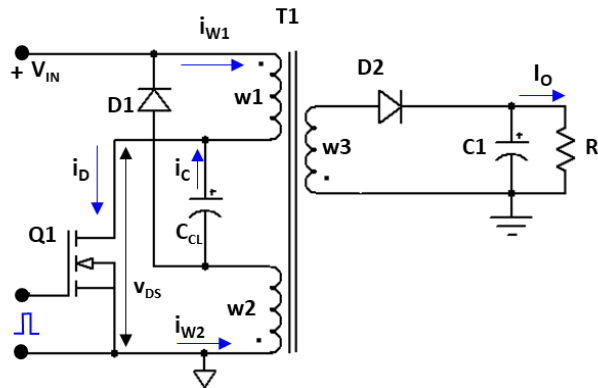 T1
iW1
+ VIN
D1
w1
D2
IO
iD
iC
w3
C1
R
+
+
Q1
CCL
vDS
w2
iW2